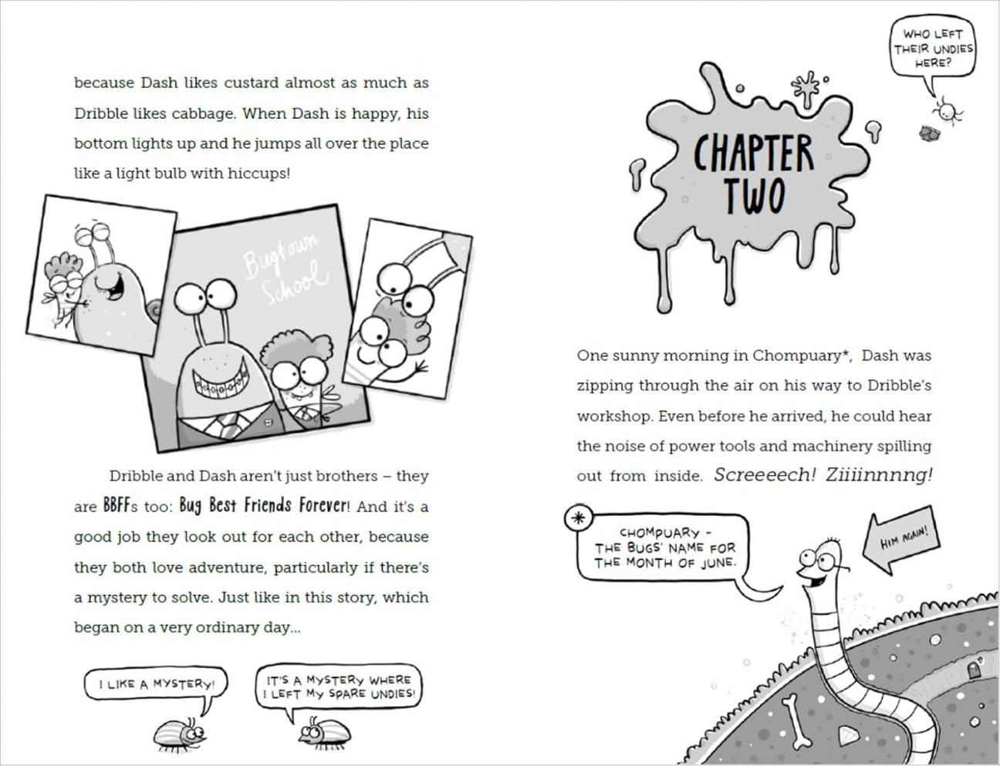 because Dash likes custard almost as much as
Dribble likes cabbage. When Dash is happy, his
bottom lights up and he jumps all over the place
like a light bulb with hiccups!
Bugtown
School
Dribble and Dash aren't just brothers – they
are BBFFs too: Bug Best Friends Forever! And it's a
good job they look out for each other, because
they both love adventure, particularly if there's
a mystery to solve. Just like in this story, which
began on a very ordinary day...
I LIKE A MYSTERY!
IT'S A MYSTERY WHERE
I LEFT MY SPARE UNDIES!
WHO LEFT
THEIR UNDIES
HERE?
CHAPTER
TWO
One sunny morning in Chompuary*, Dash was
zipping through the air on his way to Dribble's
workshop. Even before he arrived, he could hear
the noise of power tools and machinery spilling
out from inside. Screeeech! Ziiiinnnng!
*
CHOMPUARY –
THE BUGS' NAME FOR
THE MONTH OF JUNE.
HIM AGAIN!